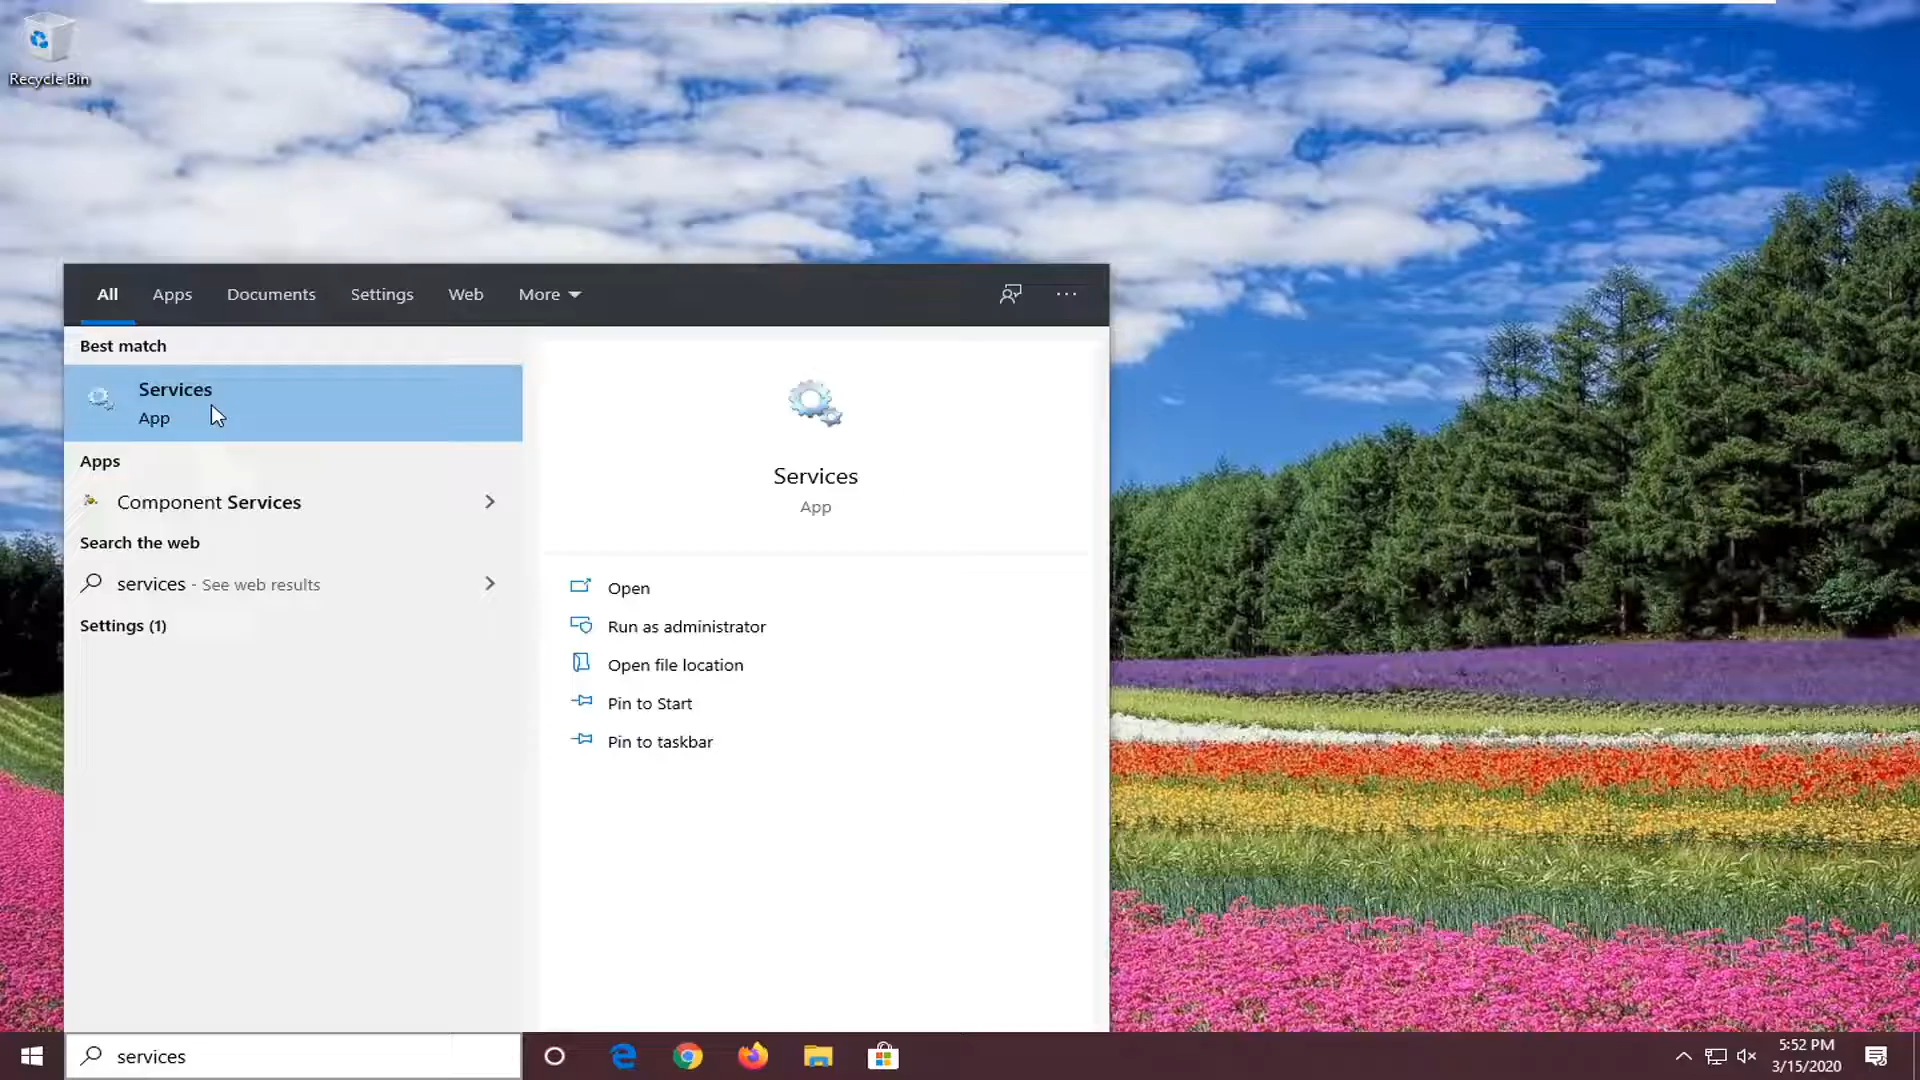 Recycle Bin
All Apps Documents Settings Web More
Best match
Services
App
Apps
Component Services
Search the web
services - See web results
Settings (1)
Services
App
Open
Run as administrator
Open file location
Pin to Start
Pin to taskbar
services
5:52 PM
3/15/2020